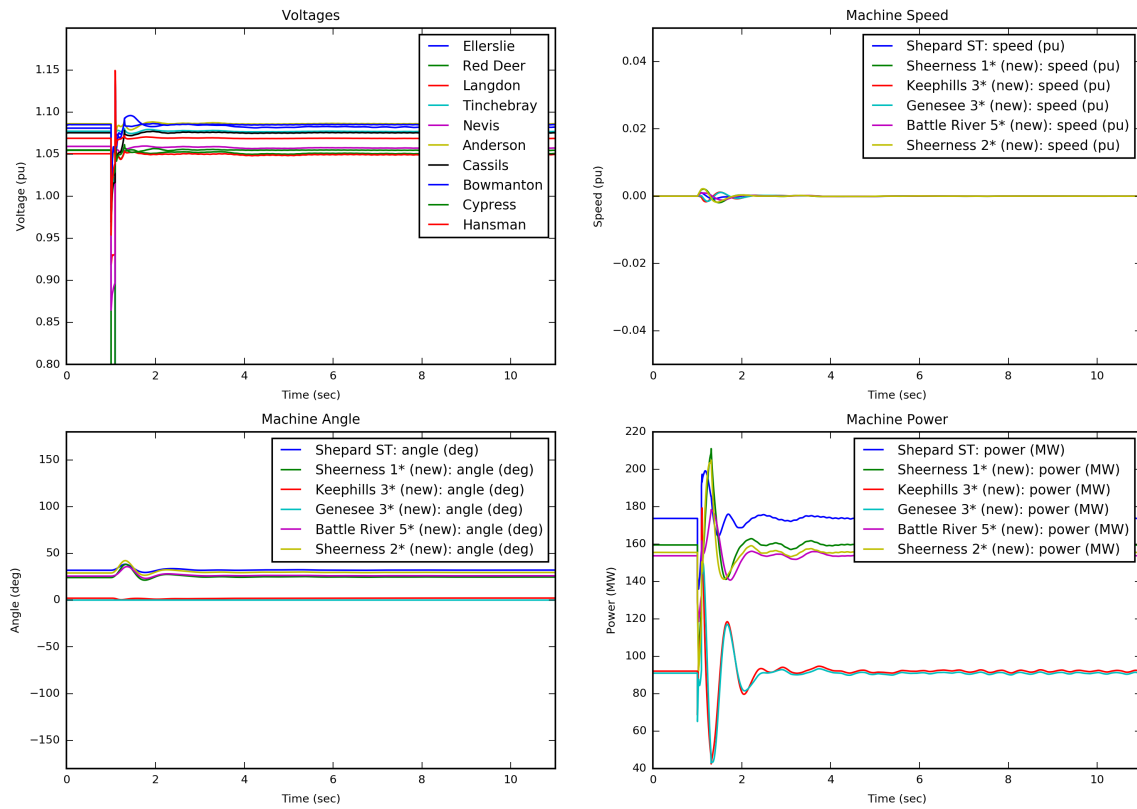 Voltages
1.15
1.10
1.05
1.00
0.95
0.90
0.85
0.80
Voltage (pu)
0
2
4
6
8
10
Time (sec)
Ellerslie
Red Deer
Langdon
Tinchebray
Nevis
Anderson
Cassils
Bowmanton
Cypress
Hansman
Machine Speed
0.04
0.02
0.00
−0.02
−0.04
Speed (pu)
0
2
4
6
8
10
Time (sec)
Shepard ST: speed (pu)
Sheerness 1* (new): speed (pu)
Keephills 3* (new): speed (pu)
Genesee 3* (new): speed (pu)
Battle River 5* (new): speed (pu)
Sheerness 2* (new): speed (pu)
Machine Angle
150
100
50
0
−50
−100
−150
Angle (deg)
0
2
4
6
8
10
Time (sec)
Shepard ST: angle (deg)
Sheerness 1* (new): angle (deg)
Keephills 3* (new): angle (deg)
Genesee 3* (new): angle (deg)
Battle River 5* (new): angle (deg)
Sheerness 2* (new): angle (deg)
Machine Power
220
200
180
160
140
120
100
80
60
40
Power (MW)
0
2
4
6
8
10
Time (sec)
Shepard ST: power (MW)
Sheerness 1* (new): power (MW)
Keephills 3* (new): power (MW)
Genesee 3* (new): power (MW)
Battle River 5* (new): power (MW)
Sheerness 2* (new): power (MW)